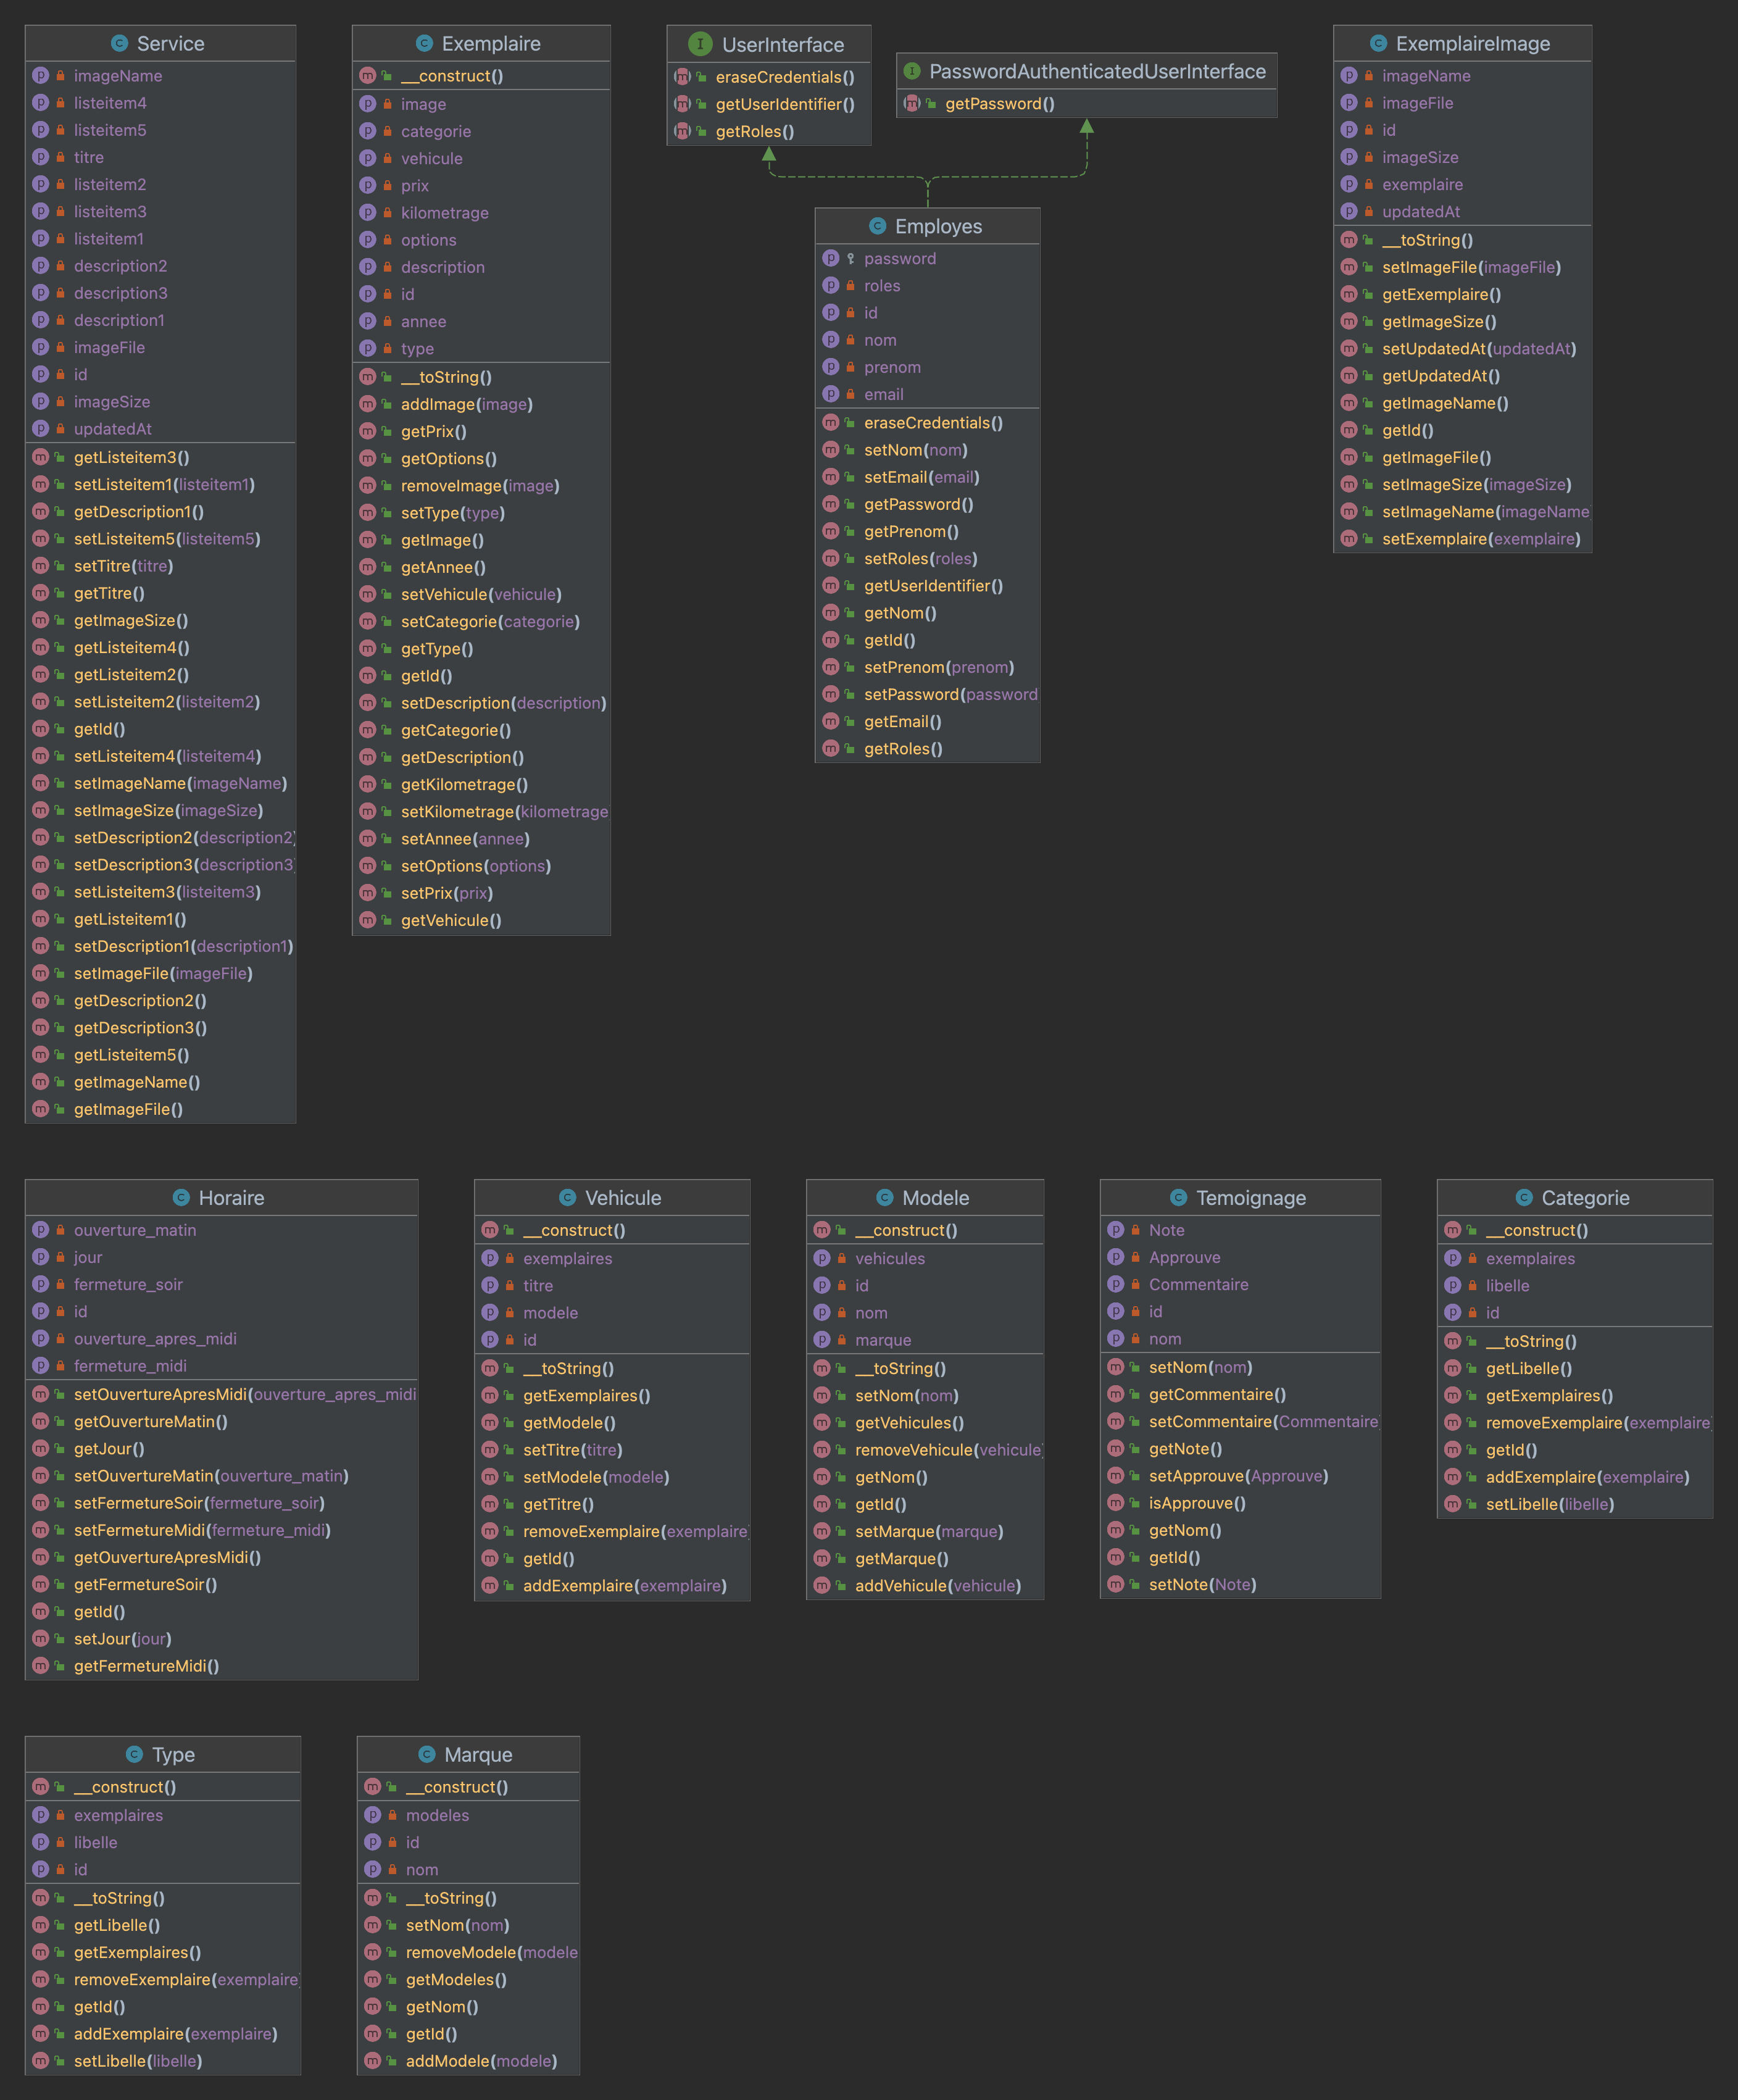 Service
imageName
listeitem4
listeitem5
titre
listeitem2
listeitem3
listeitem1
description2
description3
description1
imageFile
id
imageSize
updatedAt
getListeitem3()
setListeitem1(listeitem1)
getDescription1()
setListeitem5(listeitem5)
setTitre(titre)
getTitre()
getImageSize()
getListeitem4()
getListeitem2()
setListeitem2(listeitem2)
getId()
setListeitem4(listeitem4)
setImageName(imageName)
setImageSize(imageSize)
setDescription2(description2)
setDescription3(description3)
setListeitem3(listeitem3)
getListeitem1()
setDescription1(description1)
setImageFile(imageFile)
getDescription2()
getDescription3()
getListeitem5()
getImageName()
getImageFile()
Exemplaire
__construct()
image
categorie
vehicule
prix
kilometrage
options
description
id
annee
type
__toString()
addImage(image)
getPrix()
getOptions()
removeImage(image)
setType(type)
getImage()
getAnnee()
setVehicule(vehicule)
setCategorie(categorie)
getType()
getId()
setDescription(description)
getCategorie()
getDescription()
getKilometrage()
setKilometrage(kilometrage
setAnnee(annee)
setOptions(options)
setPrix(prix)
getVehicule()
UserInterface
eraseCredentials()
getUserIdentifier()
getRoles()
PasswordAuthenticatedUserInterface
getPassword()
Employes
password
roles
id
nom
prenom
email
eraseCredentials()
setNom(nom)
setEmail(email)
getPassword()
getPrenom()
setRoles(roles)
getUserIdentifier()
getNom()
getId()
setPrenom(prenom)
setPassword(password
getEmail()
getRoles()
ExemplaireImage
imageName
imageFile
id
imageSize
exemplaire
updatedAt
__toString()
setImageFile(imageFile)
getExemplaire()
getImageSize()
setUpdatedAt(updatedAt)
getUpdatedAt()
getImageName()
getId()
getImageFile()
setImageSize(imageSize)
setImageName(imageName
setExemplaire(exemplaire)
Horaire
ouverture_matin
jour
fermeture_soir
id
ouverture_apres_midi
fermeture_midi
setOuvertureApresMidi(ouverture_apres_midi
getOuvertureMatin()
getJour()
setOuvertureMatin(ouverture_matin)
setFermetureSoir(fermeture_soir)
setFermetureMidi(fermeture_midi)
getOuvertureApresMidi()
getFermetureSoir()
getId()
setJour(jour)
getFermetureMidi()
Vehicule
__construct()
exemplaires
titre
modele
id
__toString()
getExemplaires()
getModele()
setTitre(titre)
setModele(modele)
getTitre()
removeExemplaire(exemplaire)
getId()
addExemplaire(exemplaire)
Modele
__construct()
vehicules
id
nom
marque
__toString()
setNom(nom)
getVehicules()
removeVehicule(vehicule)
getNom()
getId()
setMarque(marque)
getMarque()
addVehicule(vehicule)
Temoignage
Note
Approuve
Commentaire
id
nom
setNom(nom)
getCommentaire()
setCommentaire(Commentaire)
getNote()
setApprouve(Approuve)
isApprouve()
getNom()
getId()
setNote(Note)
Categorie
__construct()
exemplaires
libelle
id
__toString()
getLibelle()
getExemplaires()
removeExemplaire(exemplaire)
getId()
addExemplaire(exemplaire)
setLibelle(libelle)
Type
__construct()
exemplaires
libelle
id
__toString()
getLibelle()
getExemplaires()
removeExemplaire(exemplaire)
getId()
addExemplaire(exemplaire)
setLibelle(libelle)
Marque
__construct()
modeles
id
nom
__toString()
setNom(nom)
removeModele(modele
getModeles()
getNom()
getId()
addModele(modele)